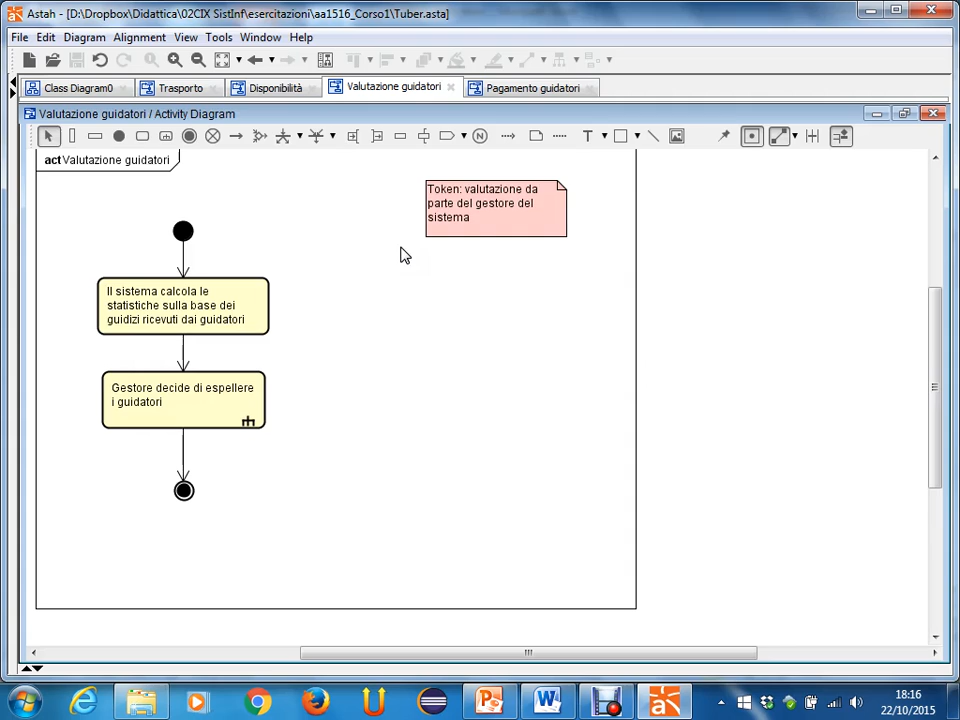 Astah - [D:\Dropbox\Didattica\02CIX SistInf\esercitazioni\aa1516_Corso1\Tuber.asta]
File Edit Diagram Alignment View Tools Window Help
Class Diagram0 Trasporto Disponibilità Valutazione guidatori Pagamento guidatori
Valutazione guidatori / Activity Diagram
N T
act Valutazione guidatori
Token: valutazione da
parte del gestore del
sistema
Il sistema calcola le
statistiche sulla base dei
guidizi ricevuti dai guidatori
Gestore decide di espellere
i guidatori
18:16
22/10/2015